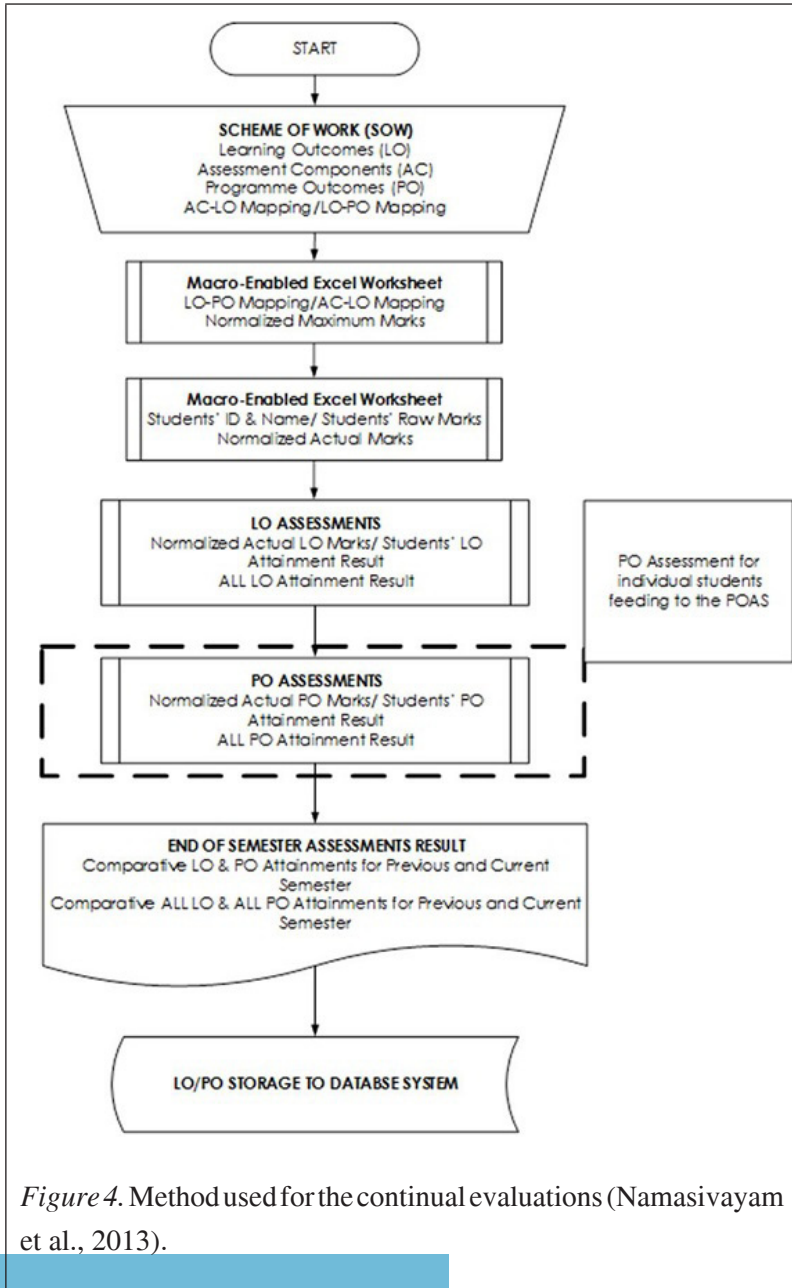 START
SCHEME OF WORK (SOW)
Learning Outcomes (LO)
Assessment Components (AC)
Programme Outcomes (PO)
AC-LO Mapping/LO-PO Mapping
Macro-Enabled Excel Worksheet
LO-PO Mapping/AC-LO Mapping
Normalized Maximum Marks
Macro-Enabled Excel Worksheet
Students' ID & Name/ Students' Raw Marks
Normalized Actual Marks
LO ASSESSMENTS
Normalized Actual LO Marks/ Students' LO
Attainment Result
ALL LO Attainment Result
PO Assessment for
individual students
feeding to the POAS
PO ASSESSMENTS
Normalized Actual PO Marks/ Students' PO
Attainment Result
ALL PO Attainment Result
END OF SEMESTER ASSESSMENTS RESULT
Comparative LO & PO Attainments for Previous and Current
Semester
Comparative ALL LO & ALL PO Attainments for Previous and Current
Semester
LO/PO STORAGE TO DATABSE SYSTEM
Figure 4. Method used for the continual evaluations (Namasivayam
et al., 2013).